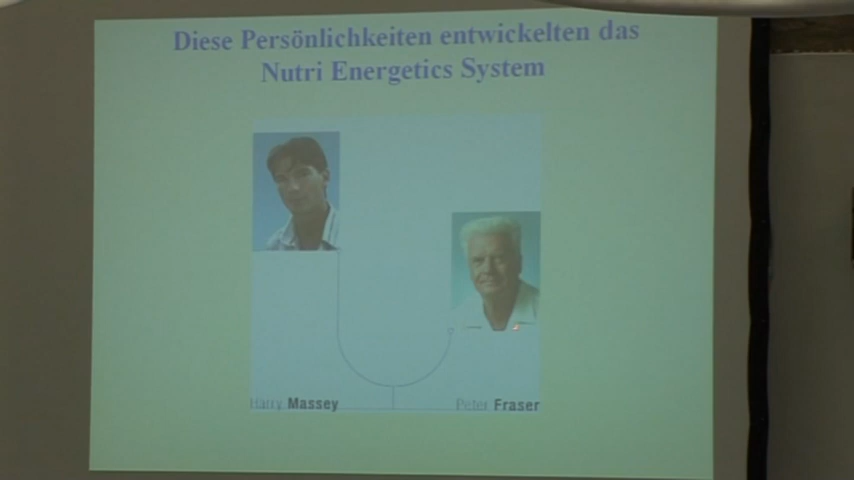 Diese Persönlichkeiten entwickelten das
Nutri Energetics System
Harry Massey
Peter Fraser